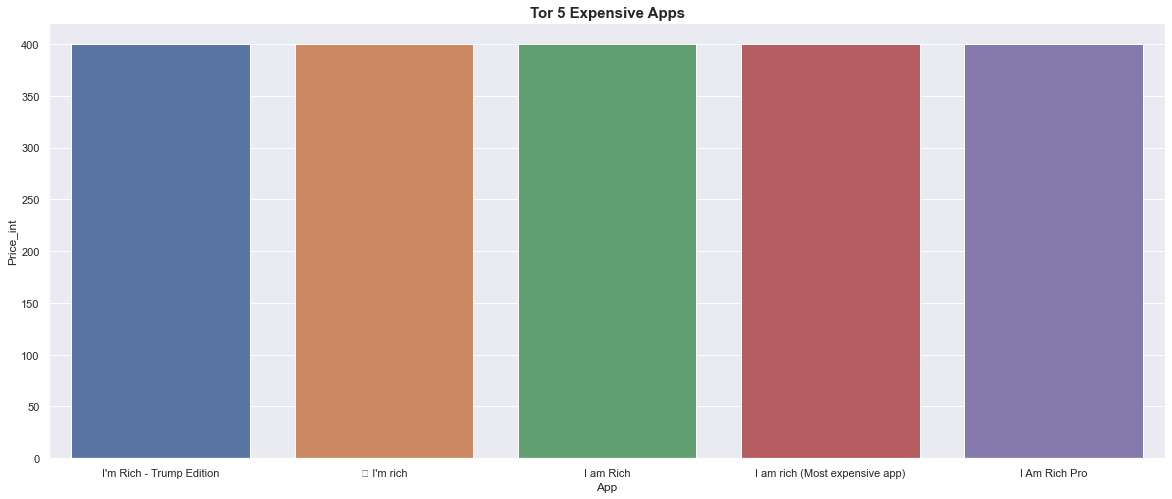 Tor 5 Expensive Apps
Price_int
400
350
300
250
200
150
100
50
0
I'm Rich - Trump Edition
I'm rich
I am Rich
I am rich (Most expensive app)
I Am Rich Pro
App